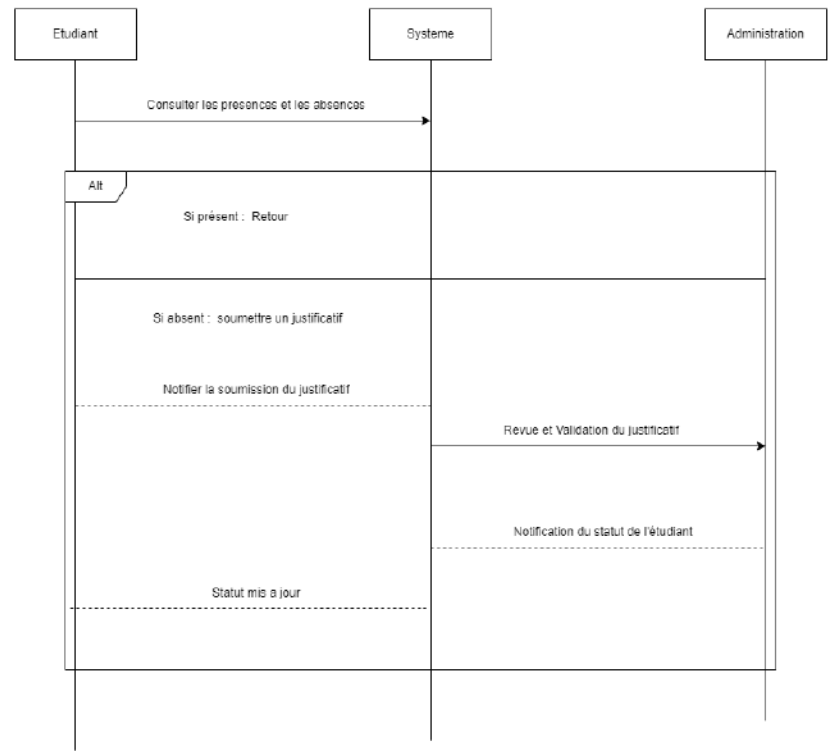 Etudiant
Systeme
Administration
Consulter les presences et les absences
Alt
Si présent : Retour
Si absent : soumettre un justificatif
Notifier la soumission du justificatif
Revue et Validation du justificatif
Notification du statut de l'étudiant
Statut mis a jour